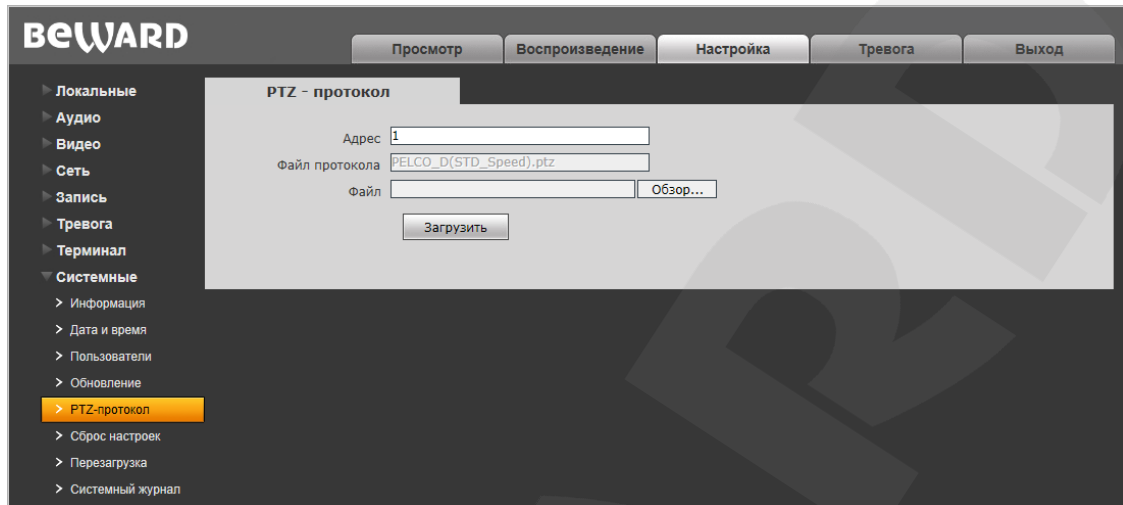 BEWARD
Просмотр Воспроизведение Настройка Тревога Выход
Локальные
Аудио
Видео
Сеть
Запись
Тревога
Терминал
Системные
Информация
Дата и время
Пользователи
Обновление
PTZ-протокол
Сброс настроек
Перезагрузка
Системный журнал
PTZ - протокол
Адрес 1
Файл протокола PELCO_D(STD_Speed).ptz
Файл Обзор...
Загрузить